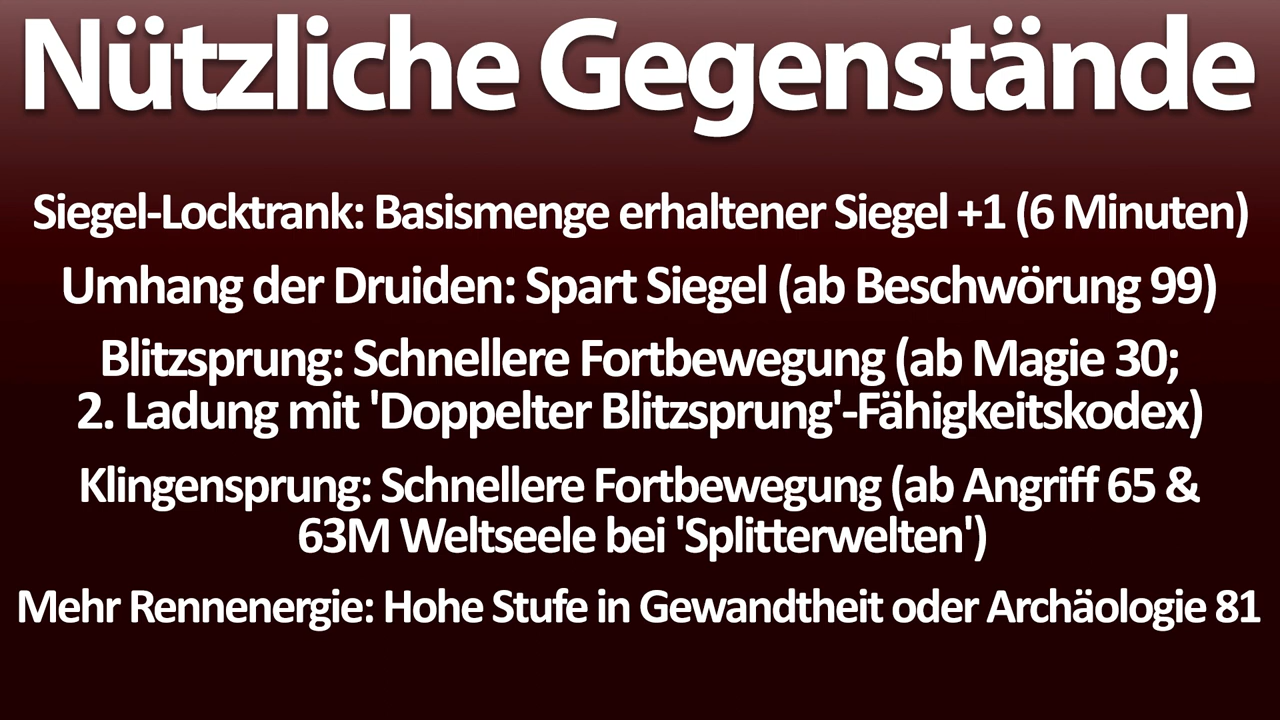 Nützliche Gegenstände
Siegel-Locktrank: Basismenge erhaltener Siegel +1 (6 Minuten)
Umhang der Druiden: Spart Siegel (ab Beschwörung 99)
Blitzsprung: Schnellere Fortbewegung (ab Magie 30;
2. Ladung mit 'Doppelter Blitzsprung'-Fähigkeitskodex)
Klingensprung: Schnellere Fortbewegung (ab Angriff 65 &
63M Weltseele bei 'Splitterwelten')
Mehr Rennenergie: Hohe Stufe in Gewandtheit oder Archäologie 81